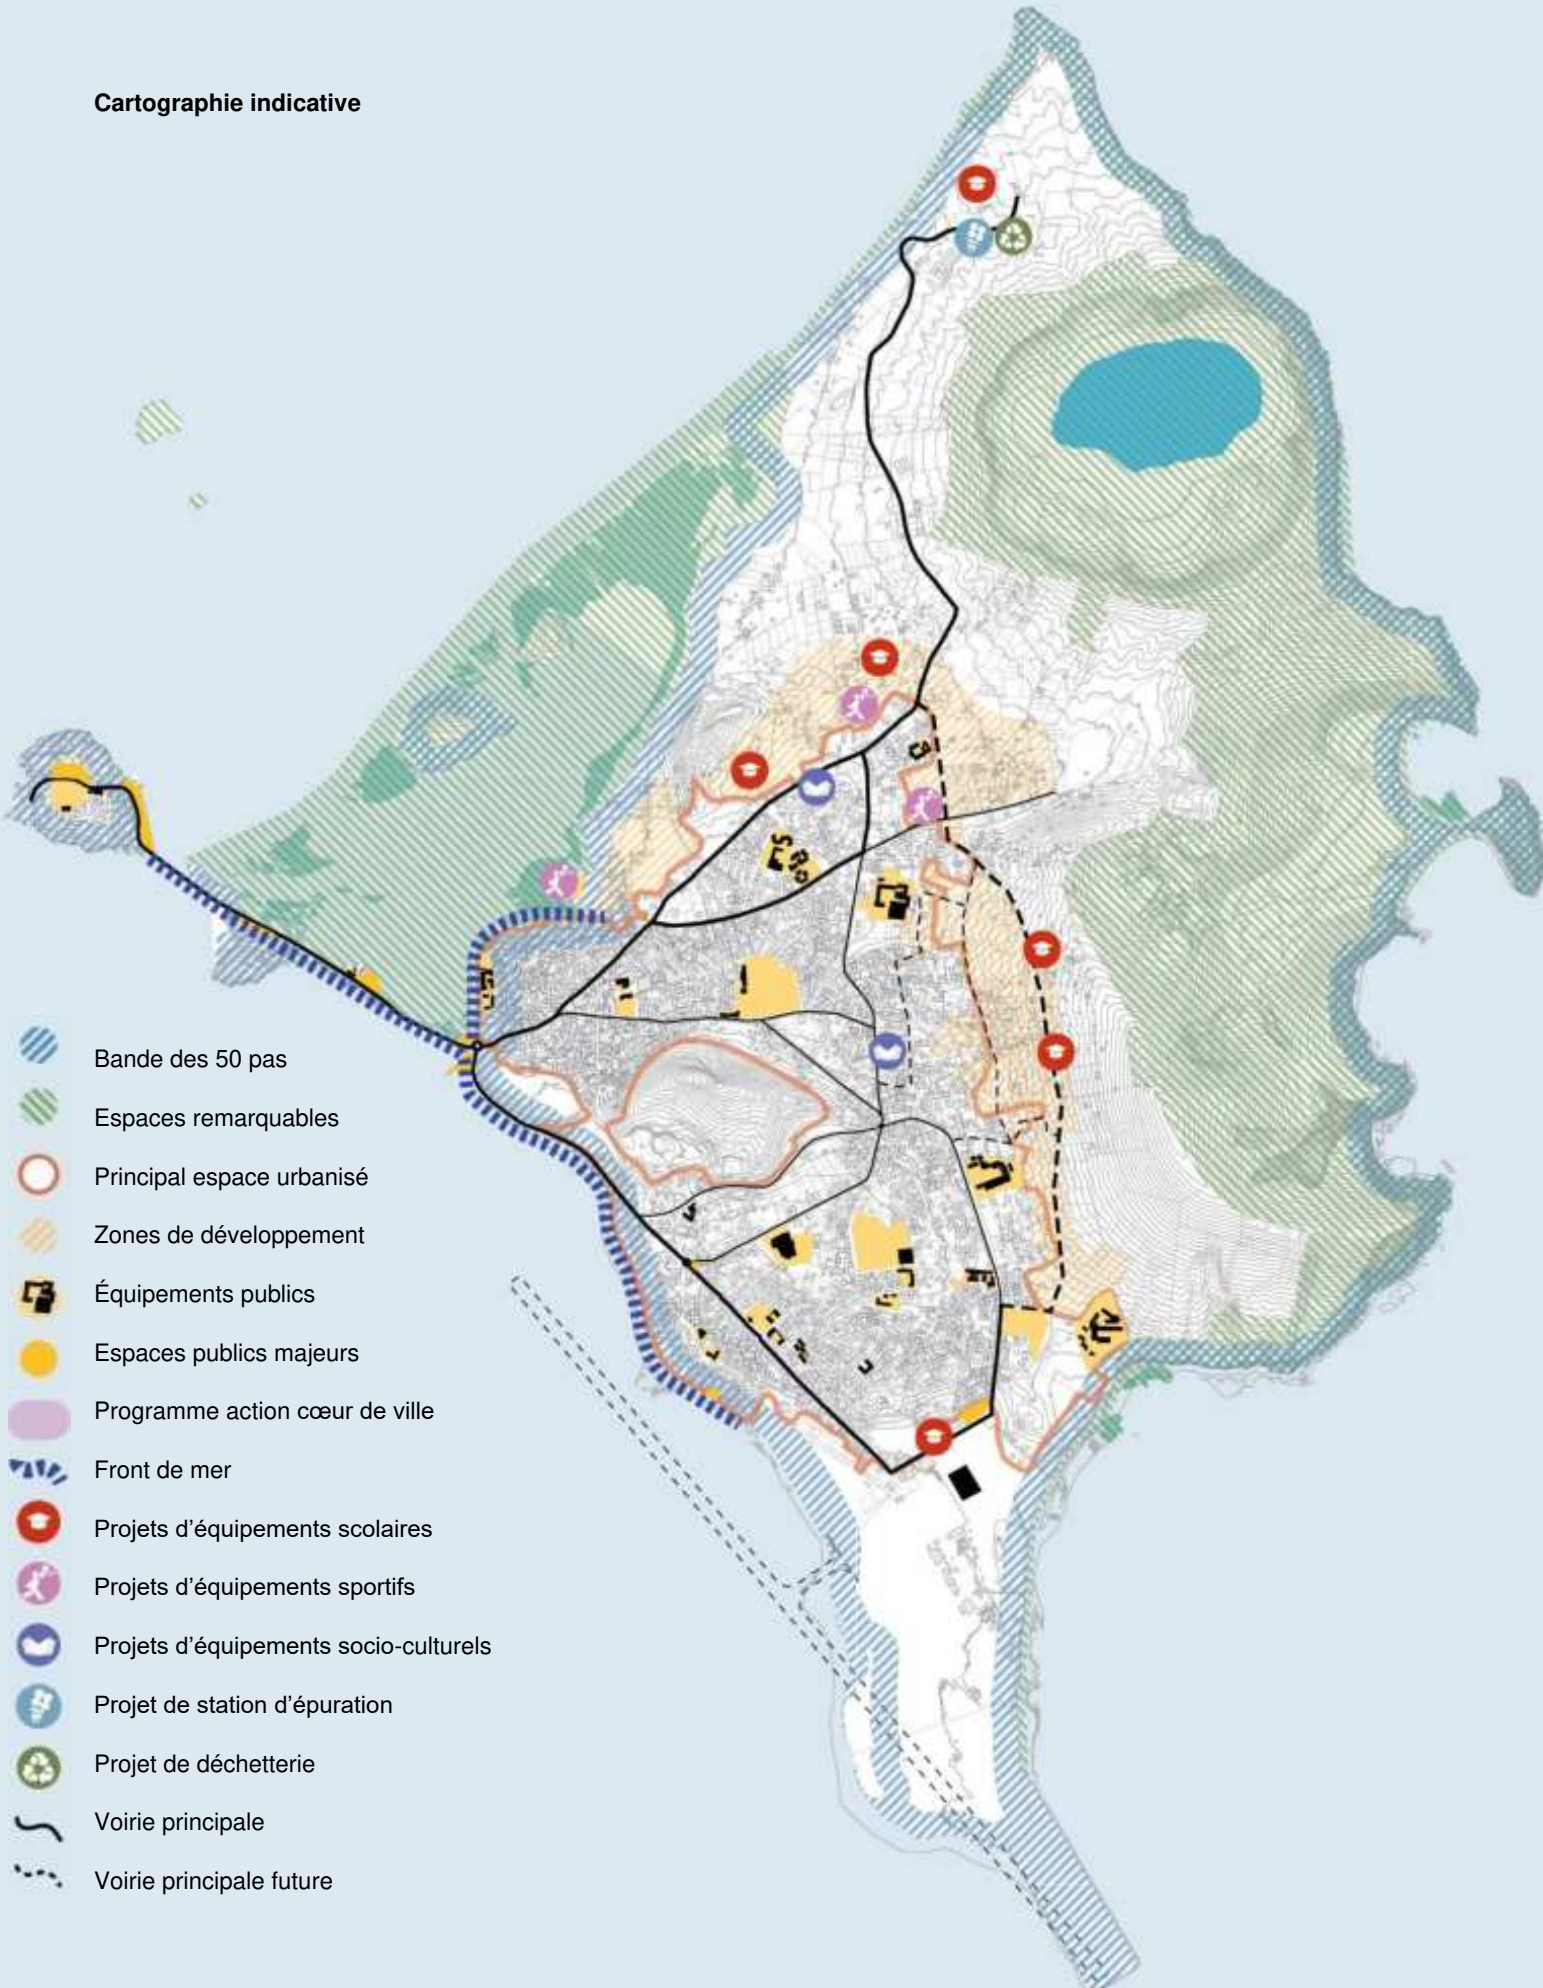 Cartographie indicative
Bande des 50 pas
Espaces remarquables
Principal espace urbanisé
Zones de développement
Équipements publics
Espaces publics majeurs
Programme action cœur de ville
Front de mer
Projets d’équipements scolaires
Projets d’équipements sportifs
Projets d’équipements socio-culturels
Projet de station d’épuration
Projet de déchetterie
Voirie principale
Voirie principale future